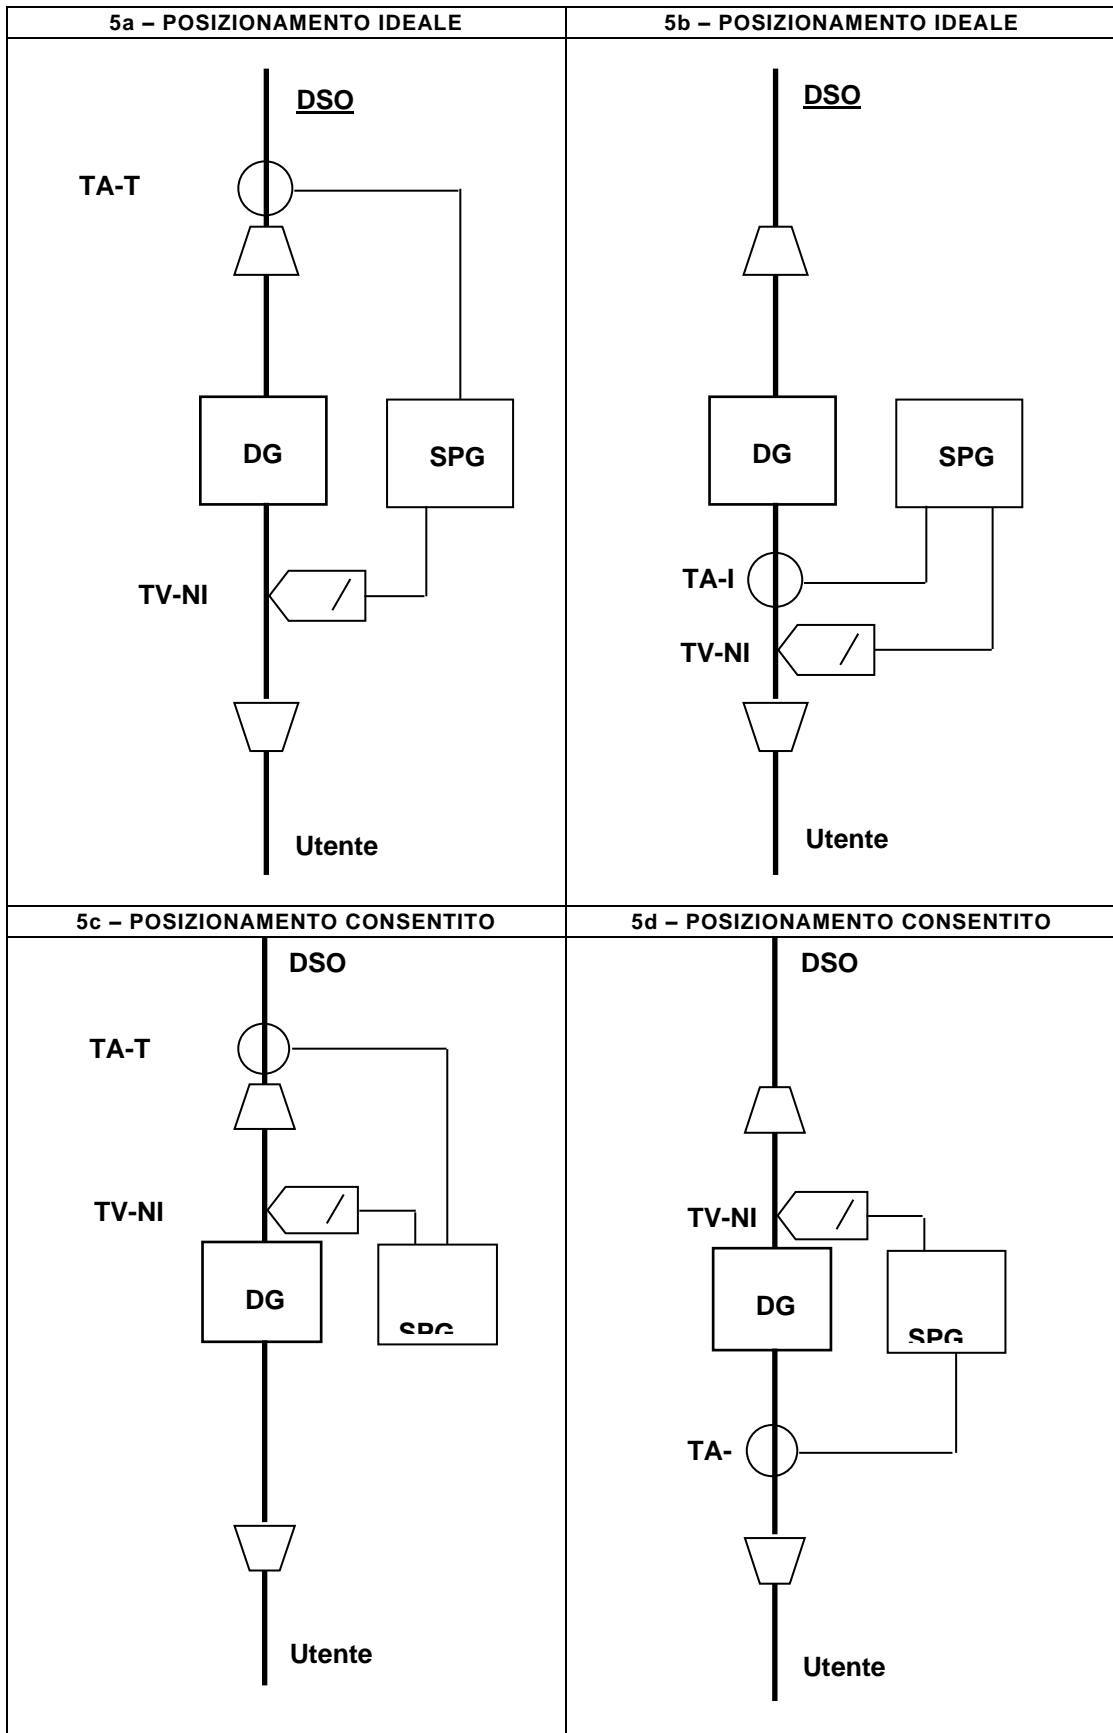 5a – POSIZIONAMENTO IDEALE
DSO
TA-T
DG
SPG
TV-NI
Utente
5b – POSIZIONAMENTO IDEALE
DSO
DG
SPG
TA-I
TV-NI
Utente
5c – POSIZIONAMENTO CONSENTITO
DSO
TA-T
TV-NI
DG
SPG
Utente
5d – POSIZIONAMENTO CONSENTITO
DSO
TV-NI
DG
SPG
TA-
Utente